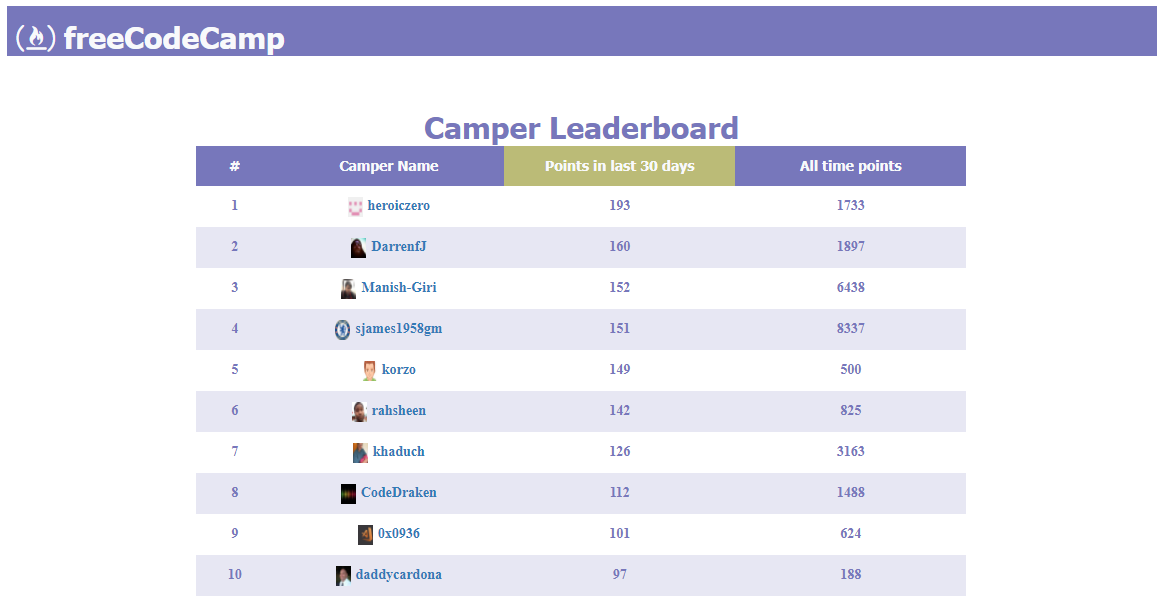 freeCodeCamp
Camper Leaderboard
# Camper Name Points in last 30 days All time points
1 heroiczero 193 1733
2 DarrenfJ 160 1897
3 Manish-Giri 152 6438
4 sjames1958gm 151 8337
5 korzo 149 500
6 rahsheen 142 825
7 khaduch 126 3163
8 CodeDraken 112 1488
9 0x0936 101 624
10 daddycardona 97 188